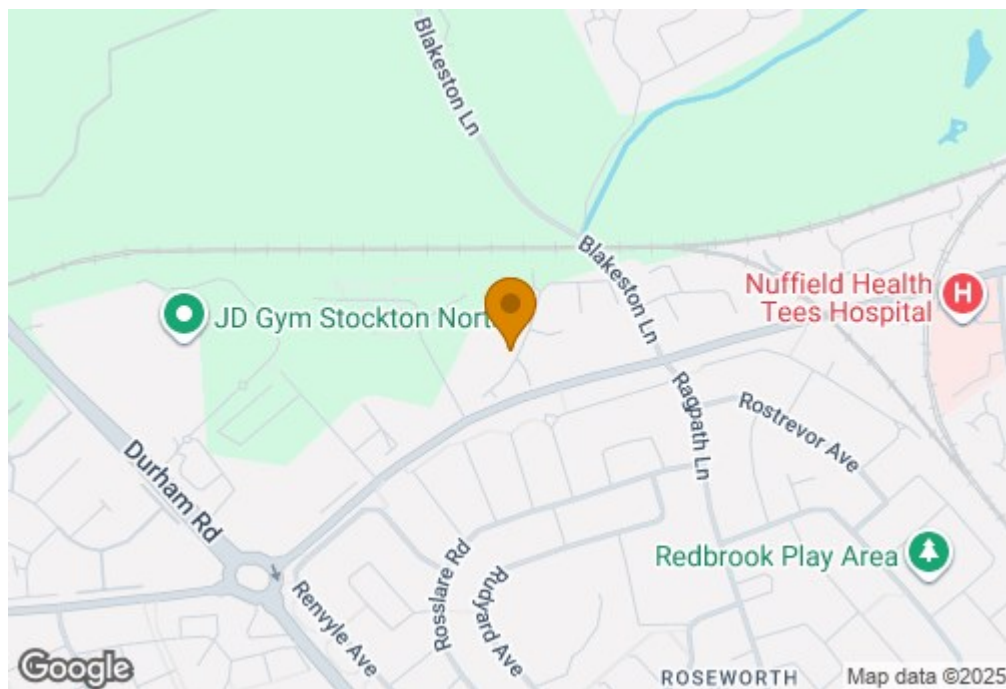 Blakeston Ln
Blakeston Ln
Nuffield Health
Tees Hospital
H
JD Gym Stockton Nort
Ragpath Ln
Rostrevor Ave
Durham Rd
Redbrook Play Area
Rosslare Rd
Rudyard Ave
Renvyle Ave
ROSEWORTH
Google
Map data ©2025